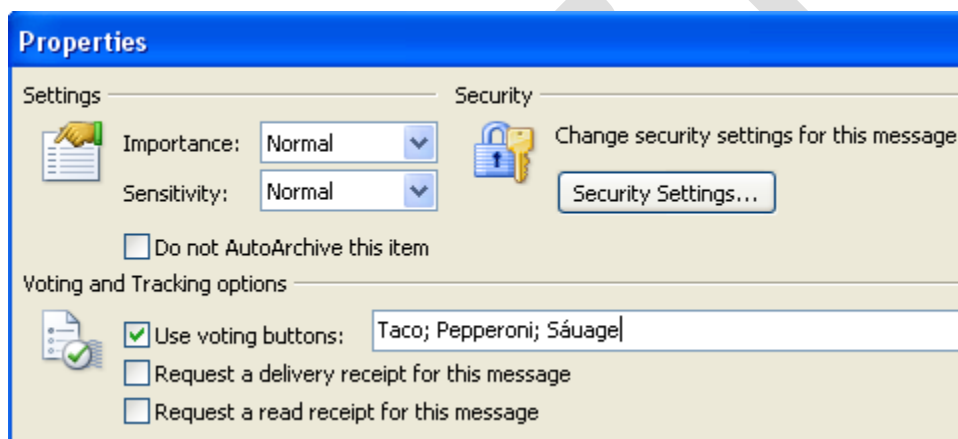 Properties
Settings
Security
Importance: Normal
Change security settings for this message
Sensitivity: Normal
Security Settings...
Do not AutoArchive this item
Voting and Tracking options
Use voting buttons: Taco; Pepperoni; Sáuage
Request a delivery receipt for this message
Request a read receipt for this message